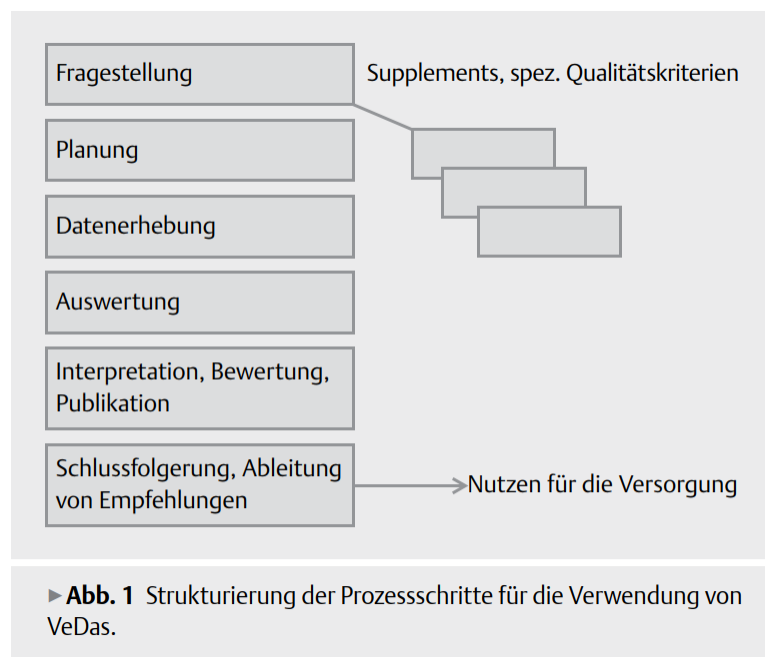 Fragestellung
Supplements, spez. Qualitätskriterien
Planung
Datenerhebung
Auswertung
Interpretation, Bewertung,
Publikation
Schlussfolgerung, Ableitung
von Empfehlungen
Nutzen für die Versorgung
▶ Abb. 1 Strukturierung der Prozessschritte für die Verwendung von
VeDas.